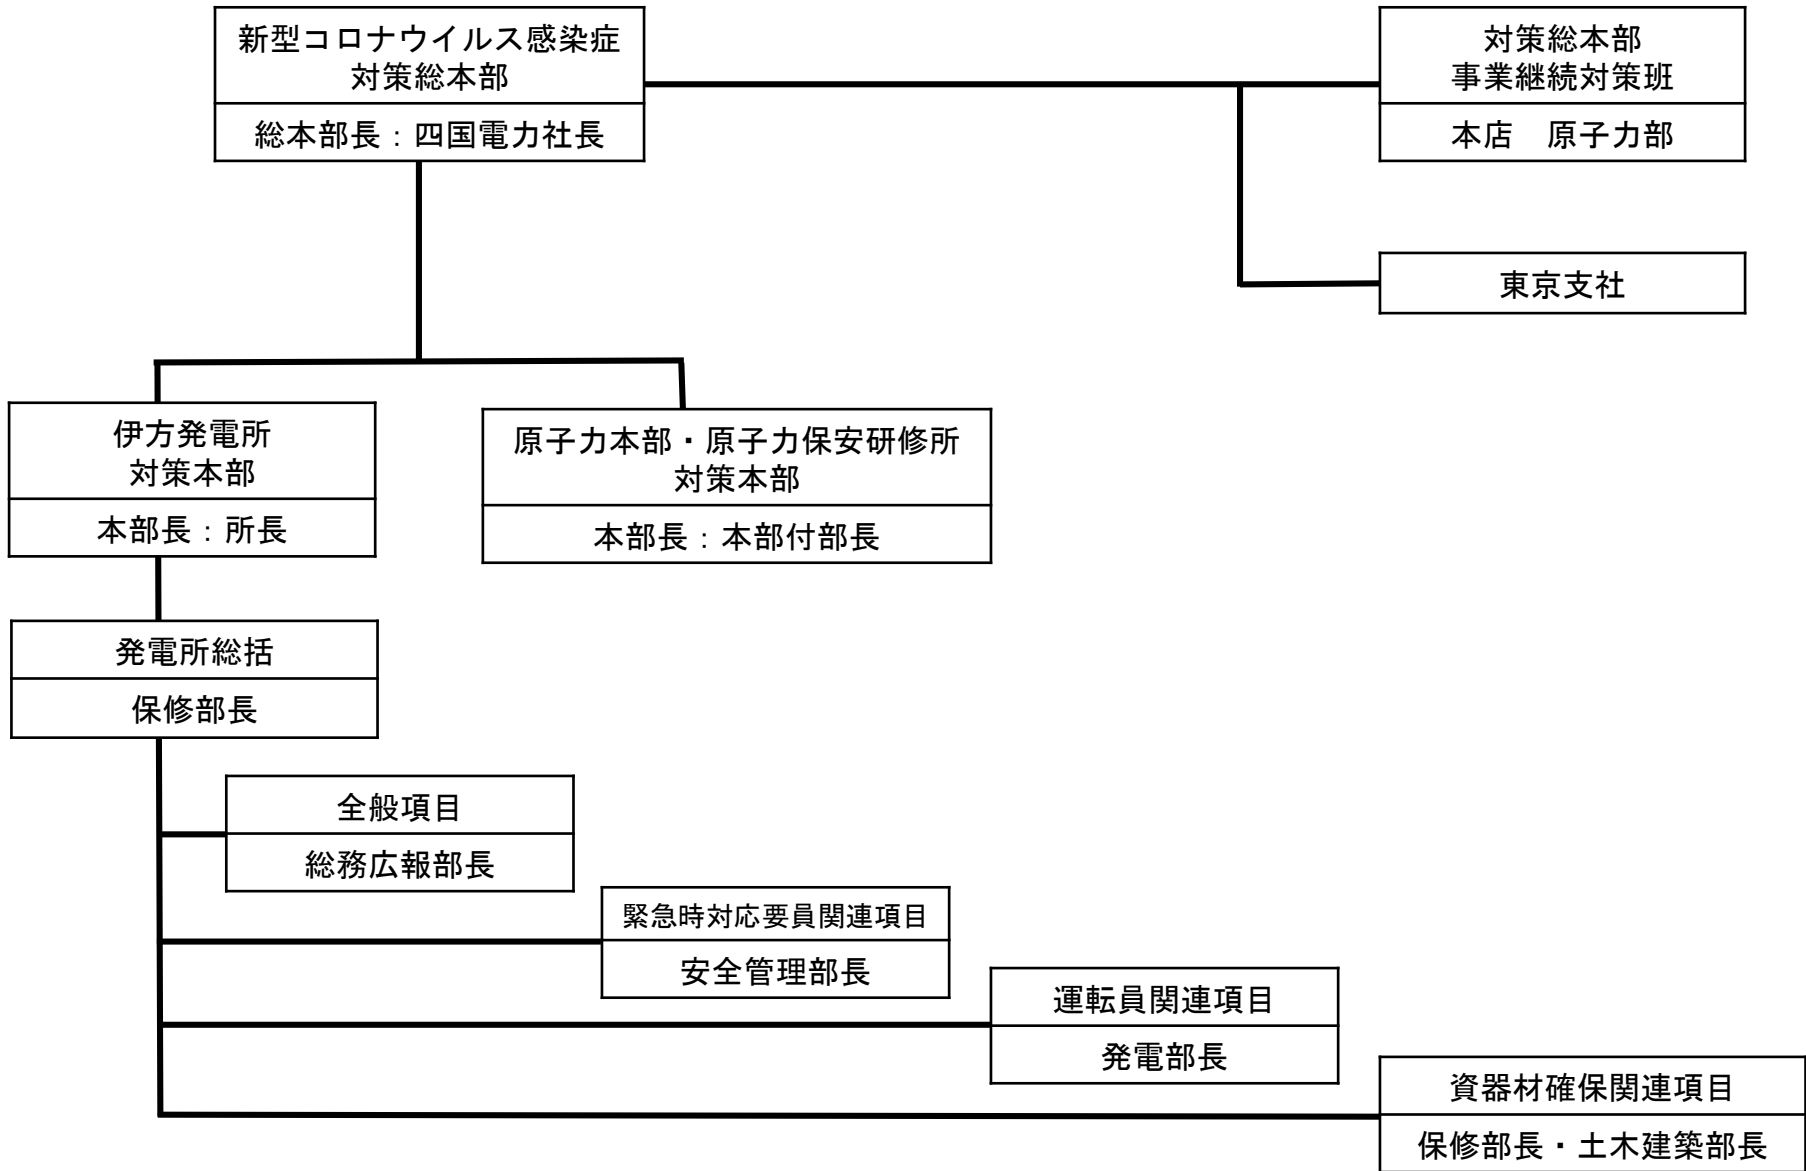 新型コロナウイルス感染症
対策総本部
総本部長：四国電力社長
対策総本部
事業継続対策班
本店　原子力部
東京支社
伊方発電所
対策本部
本部長：所長
原子力本部・原子力保安研修所
対策本部
本部長：本部付部長
発電所総括
保修部長
全般項目
総務広報部長
緊急時対応要員関連項目
安全管理部長
運転員関連項目
発電部長
資器材確保関連項目
保修部長・土木建築部長